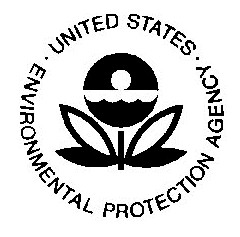 UNITED STATES
ENVIRONMENTAL PROTECTION AGENCY